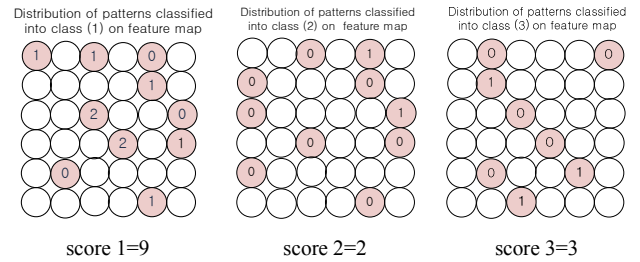 Distribution of patterns classified
into class (1) on feature map
1 1 0
1
2 0
2 1
0
1
score 1=9
Distribution of patterns classified
into class (2) on feature map
0 1
0 0
0 1
0 0
0
0
score 2=2
Distribution of patterns classified
into class (3) on feature map
0 0
1
0
0
0 1
1
score 3=3